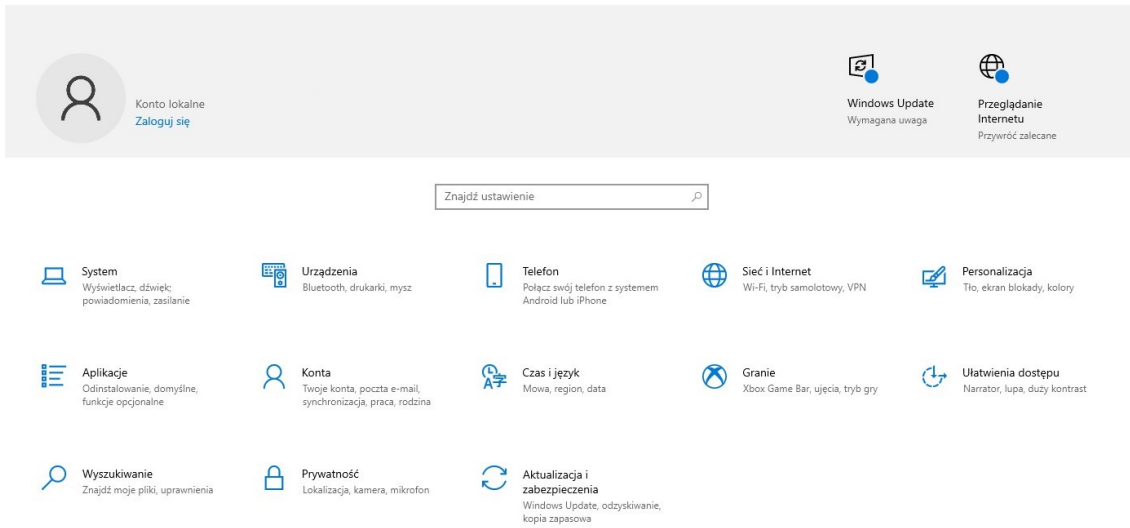 Konto lokalne
Zaloguj się
Windows Update
Wymagana uwaga
Przeglądanie
Internetu
Przywróć zalecane
Znajdź ustawienie
System
Wyświetlacz, dźwięk;
powiadomienia, zasilanie
Urządzenia
Bluetooth, drukarki, mysz
Telefon
Połącz swój telefon z systemem
Android lub iPhone
Sieć i Internet
Wi-Fi, tryb samolotowy, VPN
Personalizacja
Tło, ekran blokady, kolory
Aplikacje
Odinstalowanie, domyślne,
funkcje opcjonalne
Konta
Twoje konta, poczta e-mail,
synchronizacja, praca, rodzina
Czas i język
Mowa, region, data
Granie
Xbox Game Bar, ujęcia, tryb gry
Ułatwienia dostępu
Narrator, lupa, duży kontrast
Wyszukiwanie
Znajdź moje pliki, uprawnienia
Prywatność
Lokalizacja, kamera, mikrofon
Aktualizacja i
zabezpieczenia
Windows Update, odzyskiwanie,
kopia zapasowa